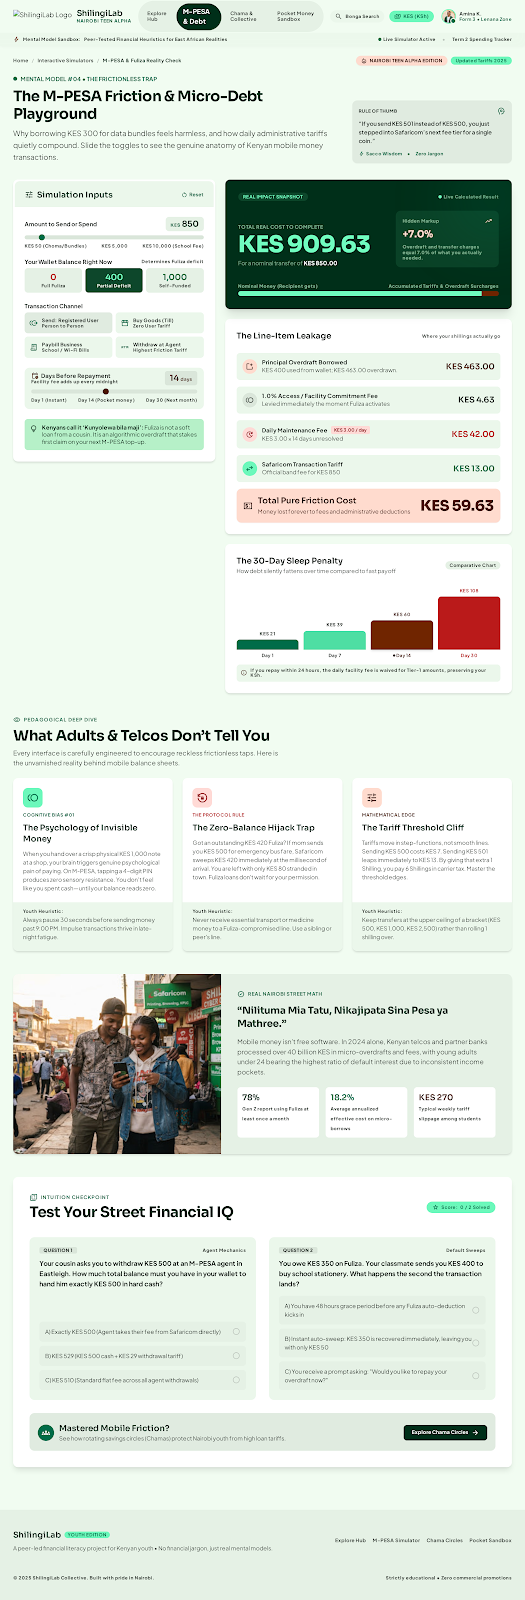 ShilingiLab Logo
ShilingiLab
NAIROBI TEEN ALPHA
Explore
Hub
M-PESA
& Debt
Chama &
Collective
Pocket Money
Sandbox
Bonga Search
KES (KSh)
Amina K.
Form 3 • Lenana Zone
Mental Model Sandbox: Peer-Tested Financial Heuristics for East African Realities
Live Simulator Active
Term 2 Spending Tracker
Home / Interactive Simulators / M-PESA & Fuliza Reality Check
NAIROBI TEEN ALPHA EDITION
Updated Tariffs 2025
MENTAL MODEL #04 • THE FRICTIONLESS TRAP
The M-PESA Friction & Micro-Debt
Playground
Why borrowing KES 300 for data bundles feels harmless, and how daily administrative tariffs
quietly compound. Slide the toggles to see the genuine anatomy of Kenyan mobile money
transactions.
RULE OF THUMB
"If you send KES 501 instead of KES 500, you just
stepped into Safaricom's next fee tier for a single
coin."
Sacco Wisdom • Zero Jargon
Simulation Inputs
Reset
Amount to Send or Spend
KES 850
KES 50 (Choma/Bundles)
KES 5,000
KES 10,000 (School Fee)
Your Wallet Balance Right Now
Determines Fuliza deficit
0
Full Fuliza
400
Partial Deficit
1,000
Self-Funded
Transaction Channel
Send: Registered User
Person to Person
Buy Goods (Till)
Zero User Tariff
Paybill Business
School / Wi-Fi Bills
Withdraw at Agent
Highest Friction Tariff
Days Before Repayment
Facility fee adds up every midnight
14 days
Day 1 (Instant)
Day 14 (Pocket money)
Day 30 (Next month)
Kenyans call it 'Kunyolewa bila maji': Fuliza is not a
loan from a cousin. It is an algorithmic overdraft that stakes
first claim on your next M-PESA top-up.
REAL IMPACT SNAPSHOT
Live Calculated Result
TOTAL REAL COST TO COMPLETE
KES 909.63
For a nominal transfer of KES 850.00
Hidden Markup
+7.0%
Overdraft and transfer charges
equal 7.0% of what you actually
needed.
Nominal Money (Recipient gets)
Accumulated Tariffs & Overdraft Surcharges
The Line-Item Leakage
Where your shillings actually go
Principal Overdraft Borrowed
KES 400 used from wallet; KES 463.00 overdrawn.
KES 463.00
1.0% Access / Facility Commitment Fee
Levied immediately the moment Fuliza activates
KES 4.63
Daily Maintenance Fee KES 3.00 / day
KES 3.00 x 14 days unresolved
KES 42.00
Safaricom Transaction Tariff
Official band fee for KES 850
KES 13.00
Total Pure Friction Cost
Money lost forever to fees and administrative deductions
KES 59.63
The 30-Day Sleep Penalty
How debt silently fattens over time compared to fast payoff
Comparative Chart
KES 21
KES 39
KES 60
KES 108
Day 1
Day 7
Day 14
Day 30
If you repay within 24 hours, the daily facility fee is waived for Tier-1 amounts, preserving your
KSh.
PEDAGOGICAL DEEP DIVE
What Adults & Telcos Don't Tell You
Every interface is carefully engineered to encourage reckless frictionless taps. Here is
the unvarnished reality behind mobile balance sheets.
COGNITIVE BIAS #01
The Psychology of Invisible
Money
When you hand over a crisp physical KES 1,000 note
at a shop, your brain triggers genuine psychological
pain of paying. On M-PESA, tapping a 4-digit PIN
produces zero sensory resistance. You don't feel
like you spent cash—until your balance reads zero.
Youth Heuristic:
Always pause 30 seconds before sending money
past 9:00 PM. Impulse transactions thrive in late-
night fatigue.
THE PROTOCOL RULE
The Zero-Balance Hijack Trap
Got an outstanding KES 420 Fuliza? If mom sends
you KES 500 for emergency bus fare, Safaricom
sweeps KES 420 immediately at the millisecond of
arrival. You are left with only KES 80 stranded in
town. Fuliza loans don't wait for your permission.
Youth Heuristic:
Never receive essential transport or medicine
money to a Fuliza-compromised line. Use a sibling or
peer's line.
MATHEMATICAL EDGE
The Tariff Threshold Cliff
Tariffs move in step-functions, not smooth lines.
Sending KES 500 costs KES 7. Sending KES 501
leaps immediately to KES 13. By giving that extra 1
Shilling, you pay 6 Shillings in carrier tax. Master the
threshold edges.
Youth Heuristic:
Keep transfers at the upper ceiling of a bracket (KES
500, KES 1,000, KES 2,500) rather than rolling 1
shilling over.
Safaricom
REAL NAIROBI STREET MATH
"Nilituma Mia Tatu, Nikajipata Sina Pesa ya
Mathree."
Mobile money isn't free software. In 2024 alone, Kenyan telcos and partner banks
processed over 40 billion KES in micro-overdrafts and fees, with young adults
under 24 bearing the highest ratio of default interest due to inconsistent income
pockets.
78%
Gen Z report using Fuliza at
least once a month
18.2%
Average annualized
effective cost on micro-
borrows
KES 270
Typical weekly tariff
slippage among students
INTUITION CHECKPOINT
Test Your Street Financial IQ
Score: 0 / 2 Solved
QUESTION 1
Agent Mechanics
Your cousin asks you to withdraw KES 500 at an M-PESA agent in
Eastleigh. How much total balance must you have in your wallet to
hand him exactly KES 500 in hard cash?
A) Exactly KES 500 (Agent takes their fee from Safaricom directly)
B) KES 529 (KES 500 cash + KES 29 withdrawal tariff)
C) KES 510 (Standard flat fee across all agent withdrawals)
QUESTION 2
Default Sweeps
You owe KES 350 on Fuliza. Your classmate sends you KES 400 to
buy school stationery. What happens the second the transaction
lands?
A) You have 48 hours grace period before any Fuliza auto-deduction
kicks in
B) Instant auto-sweep: KES 350 is recovered immediately, leaving you
with only KES 50
C) You receive a prompt asking: "Would you like to repay your
overdraft now?"
Mastered Mobile Friction?
See how rotating savings circles (Chamas) protect Nairobi youth from high loan tariffs.
Explore Chama Circles
ShilingiLab YOUTH EDITION
A peer-led financial literacy project for Kenyan youth • No financial jargon, just real mental models.
Explore Hub
M-PESA Simulator
Chama Circles
Pocket Sandbox
© 2025 ShilingiLab Collective. Built with pride in Nairobi.
Strictly educational • Zero commercial promotions